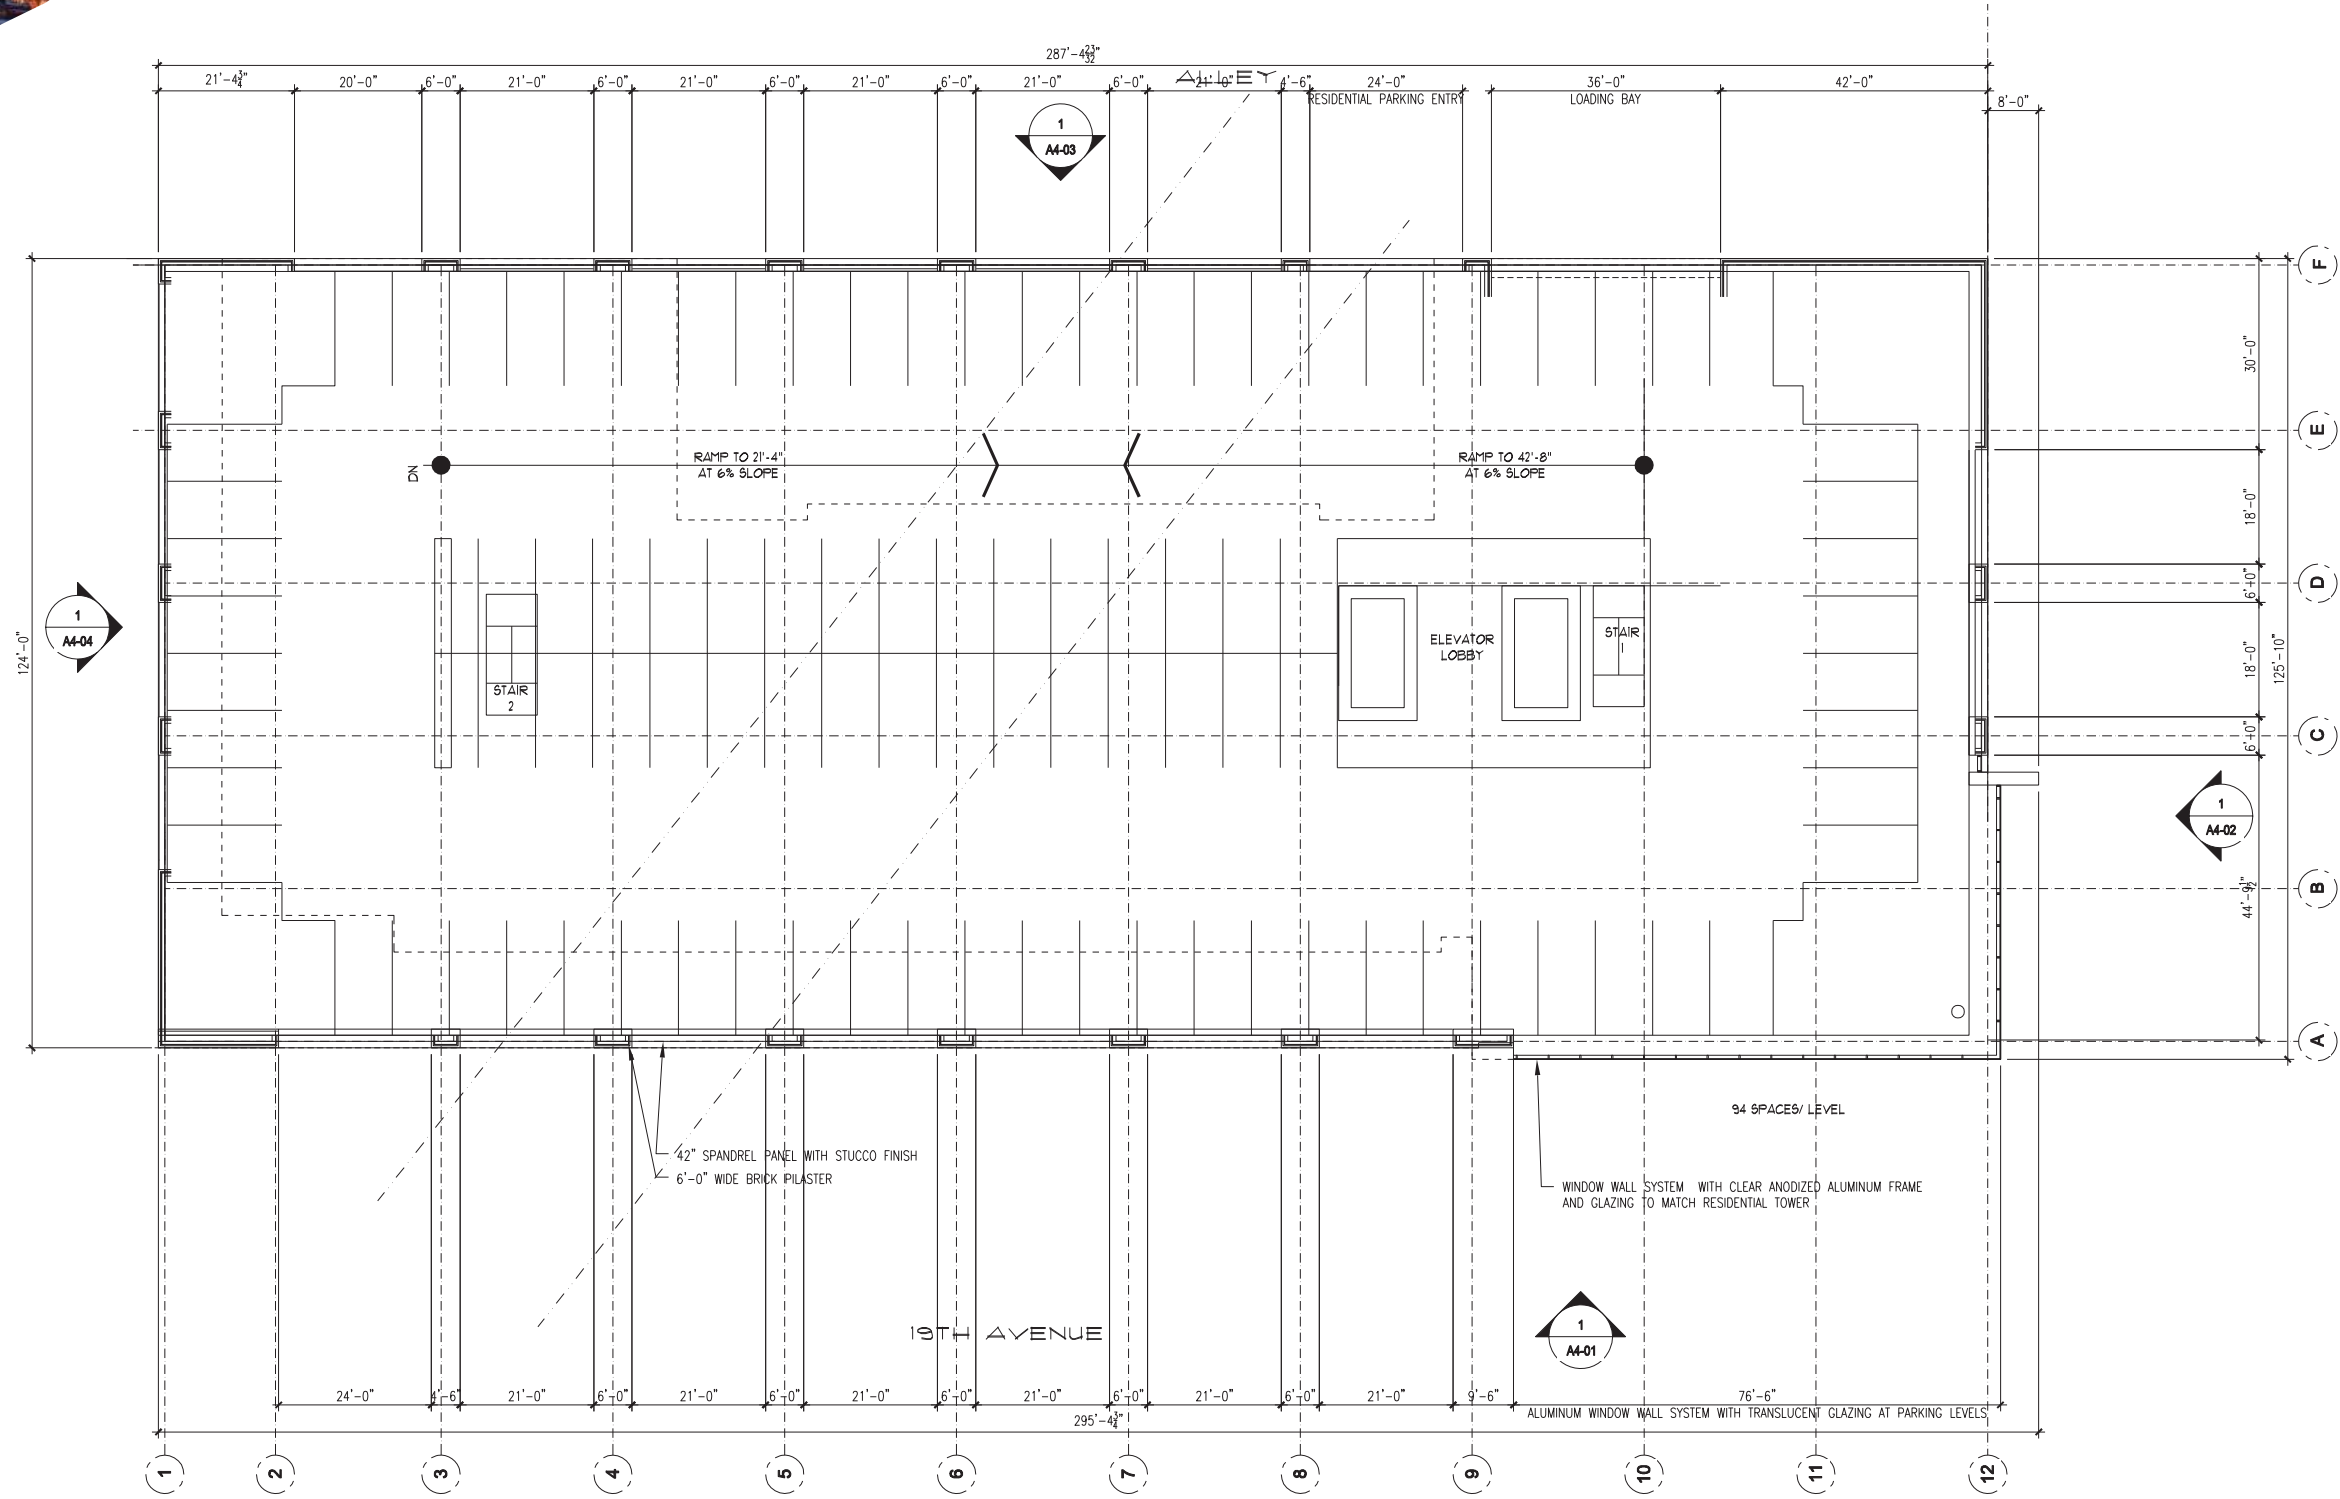 287'-4 23/32"
21'-4 3/4" 20'-0" 6'-0" 21'-0" 6'-0" 21'-0" 6'-0" 21'-0" 6'-0" 21'-0" 6'-0" 21'-0" 4'-6" 24'-0" 36'-0" 42'-0"
ALLEY
RESIDENTIAL PARKING ENTRY
LOADING BAY
8'-0"
1
A4-03
F
30'-0"
E
DN
RAMP TO 21'-4"
AT 6% SLOPE
RAMP TO 42'-8"
AT 6% SLOPE
18'-0"
D
6'-0"
1
A4-04
124'-0"
STAIR
2
ELEVATOR
LOBBY
STAIR
1
18'-0"
125'-10"
C
6'-0"
1
A4-02
B
44'-9 1/2"
A
94 SPACES/ LEVEL
42" SPANDREL PANEL WITH STUCCO FINISH
6'-0" WIDE BRICK PILASTER
WINDOW WALL SYSTEM WITH CLEAR ANODIZED ALUMINUM FRAME
AND GLAZING TO MATCH RESIDENTIAL TOWER
19TH AVENUE
1
A4-01
24'-0" 4'-6" 21'-0" 6'-0" 21'-0" 6'-0" 21'-0" 6'-0" 21'-0" 6'-0" 21'-0" 6'-0" 21'-0" 9'-6" 76'-6"
ALUMINUM WINDOW WALL SYSTEM WITH TRANSLUCENT GLAZING AT PARKING LEVELS
295'-4 3/4"
1 2 3 4 5 6 7 8 9 10 11 12